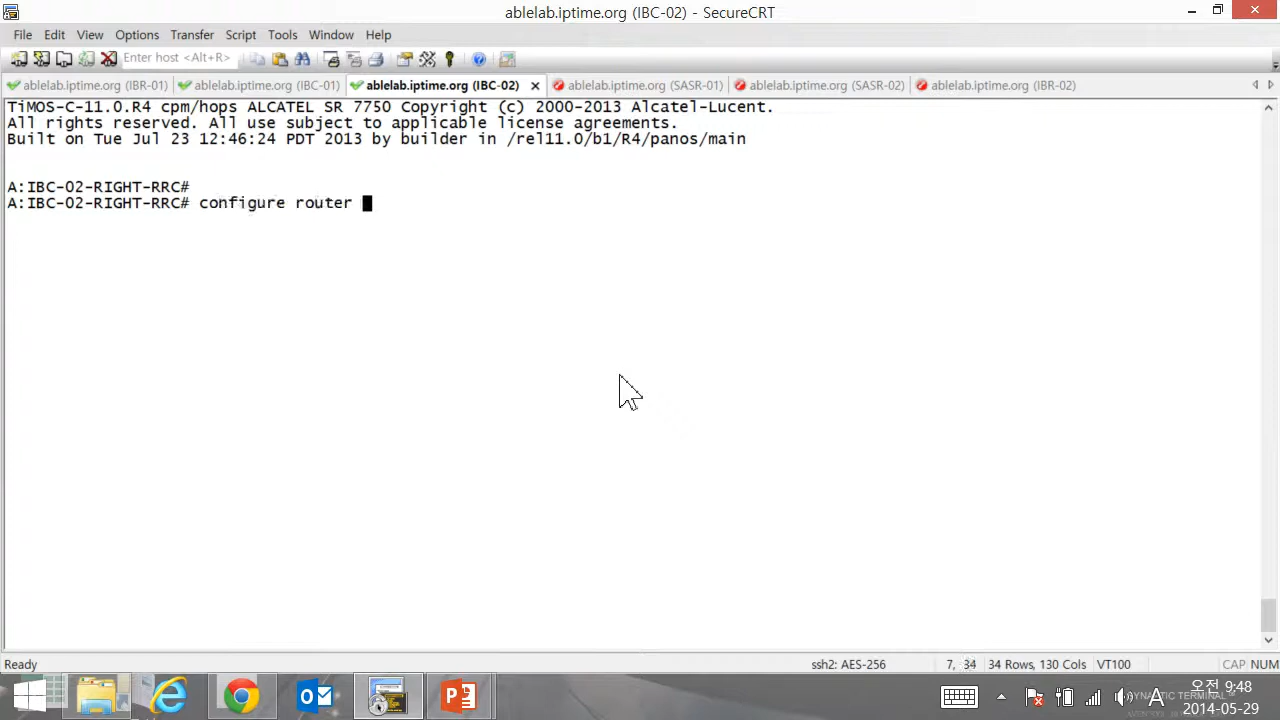 ablelab.iptime.org (IBC-02) - SecureCRT
File Edit View Options Transfer Script Tools Window Help
Enter host <Alt+R>
ablelab.iptime.org (IBR-01) ablelab.iptime.org (IBC-01) ablelab.iptime.org (IBC-02) ablelab.iptime.org (SASR-01) ablelab.iptime.org (SASR-02) ablelab.iptime.org (IBR-02)
TiMOS-C-11.0.R4 cpm/hops ALCATEL SR 7750 Copyright (c) 2000-2013 Alcatel-Lucent.
All rights reserved. All use subject to applicable license agreements.
Built on Tue Jul 23 12:46:24 PDT 2013 by builder in /rel11.0/b1/R4/panos/main
A:IBC-02-RIGHT-RRC#
A:IBC-02-RIGHT-RRC# configure router
Ready ssh2: AES-256 7, 34 34 Rows, 130 Cols VT100 CAP NUM
A 오전 9:48
2014-05-29